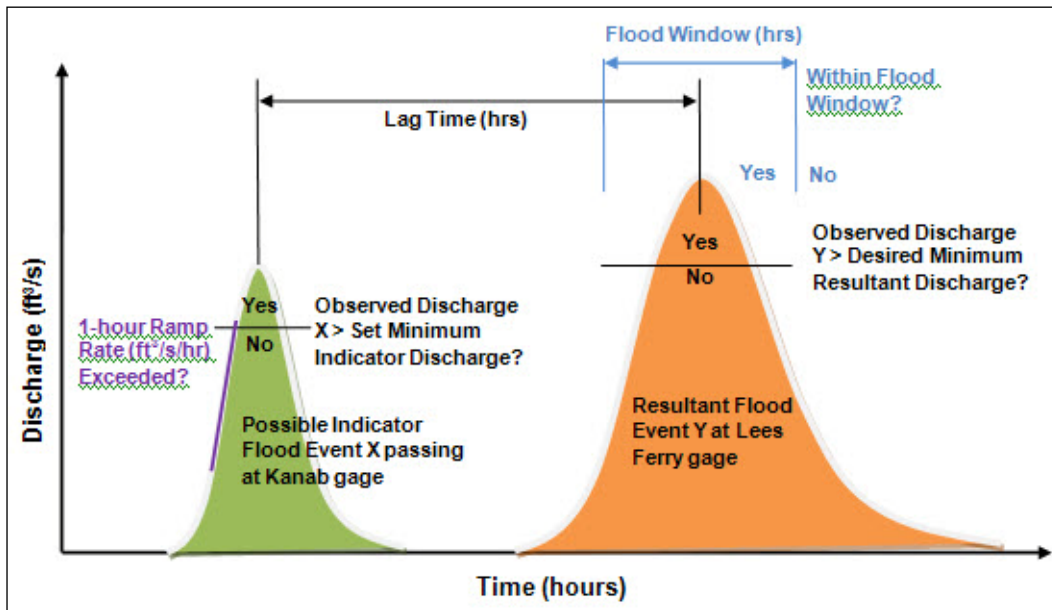 Flood Window (hrs)
Within Flood
Window?
Lag Time (hrs)
Yes
No
Yes
No
Observed Discharge
Y > Desired Minimum
Resultant Discharge?
Yes
No
Observed Discharge
X > Set Minimum
Indicator Discharge?
1-hour Ramp
Rate (ft³/s/hr)
Exceeded?
Possible Indicator
Flood Event X passing
at Kanab gage
Resultant Flood
Event Y at Lees
Ferry gage
Discharge (ft³/s)
Time (hours)